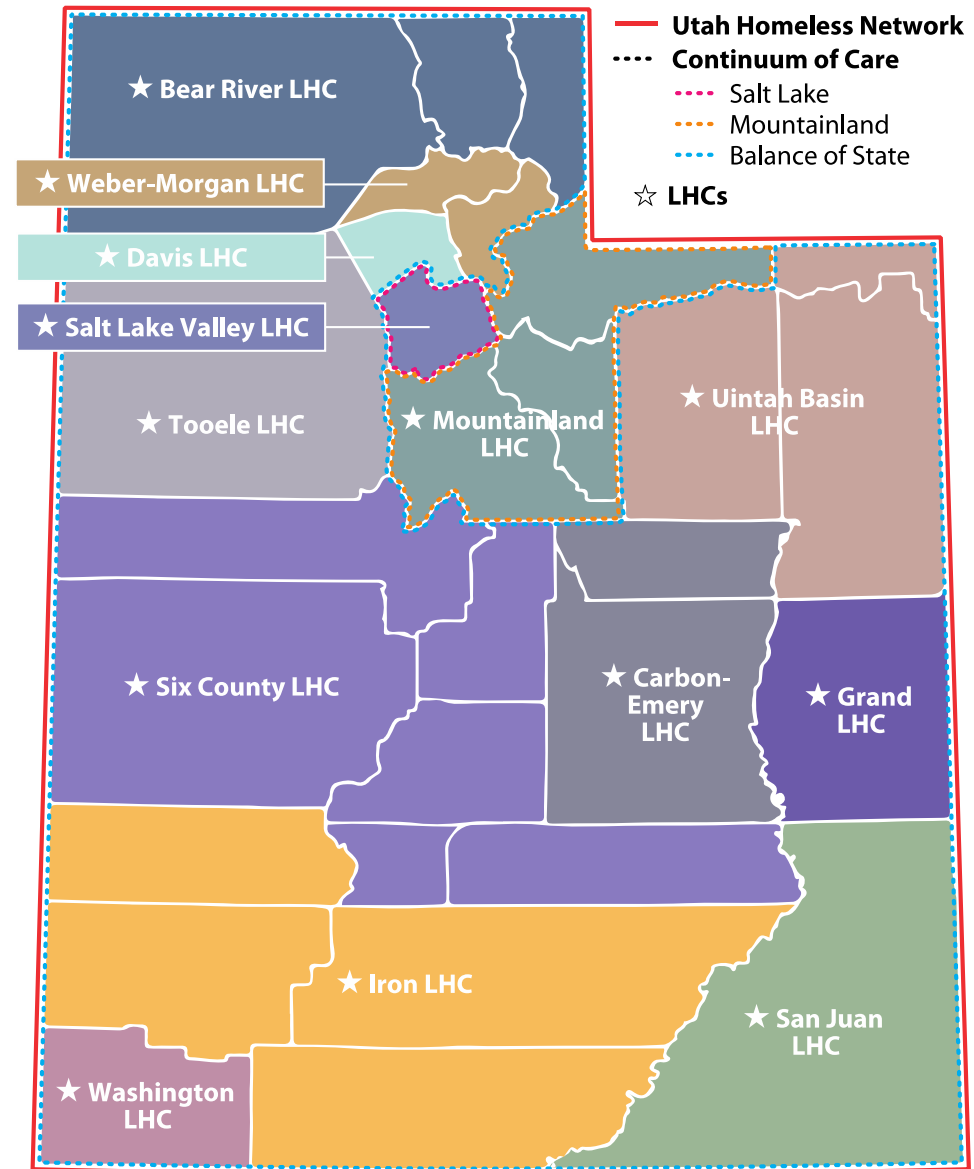 Utah Homeless Network
Continuum of Care
Salt Lake
Mountainland
Balance of State
☆ LHCs
★ Bear River LHC
★ Weber-Morgan LHC
★ Davis LHC
★ Salt Lake Valley LHC
★ Tooele LHC
★ Mountainland
LHC
★ Uintah Basin
LHC
★ Six County LHC
★ Carbon-
Emery
LHC
★ Grand
LHC
★ Iron LHC
★ San Juan
LHC
★ Washington
LHC